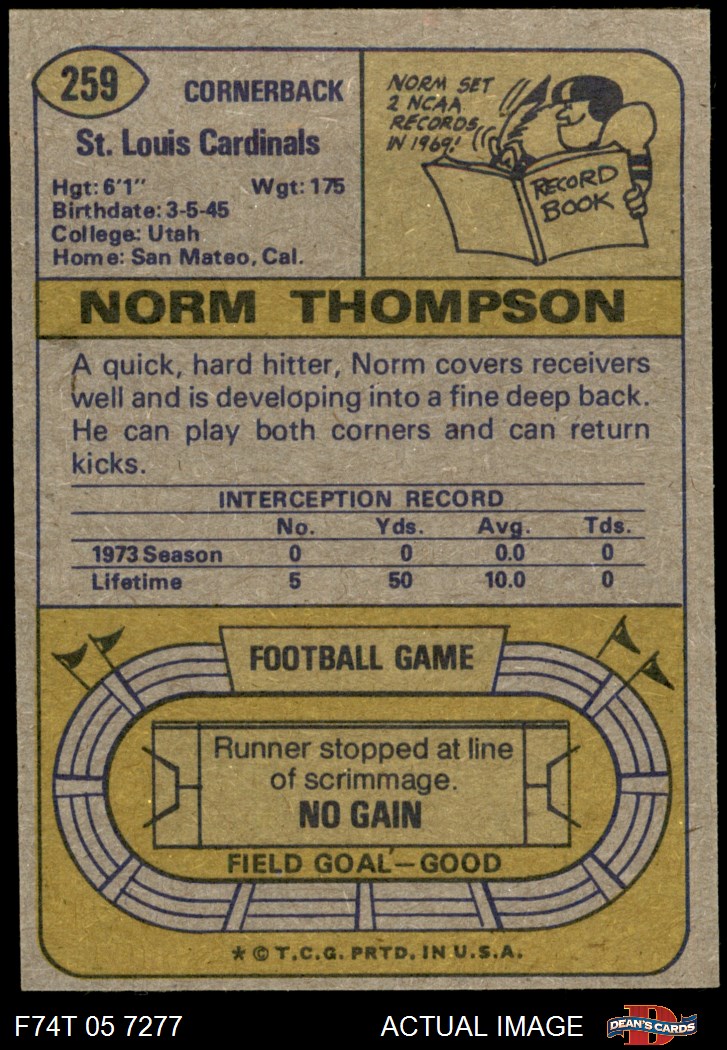 259
CORNERBACK
St. Louis Cardinals
Hgt: 6'1" Wgt: 175
Birthdate: 3-5-45
College: Utah
Home: San Mateo, Cal.
NORM SET
2 NCAA
RECORDS
IN 1969!
RECORD
BOOK
NORM THOMPSON
A quick, hard hitter, Norm covers receivers
well and is developing into a fine deep back.
He can play both corners and can return
kicks.
INTERCEPTION RECORD
No. Yds. Avg. Tds.
1973 Season 0 0 0.0 0
Lifetime 5 50 10.0 0
FOOTBALL GAME
Runner stopped at line
of scrimmage.
NO GAIN
FIELD GOAL—GOOD
* © T.C.G. PRTD. IN U.S.A.
F74T 05 7277 ACTUAL IMAGE
D
DEAN'S CARDS